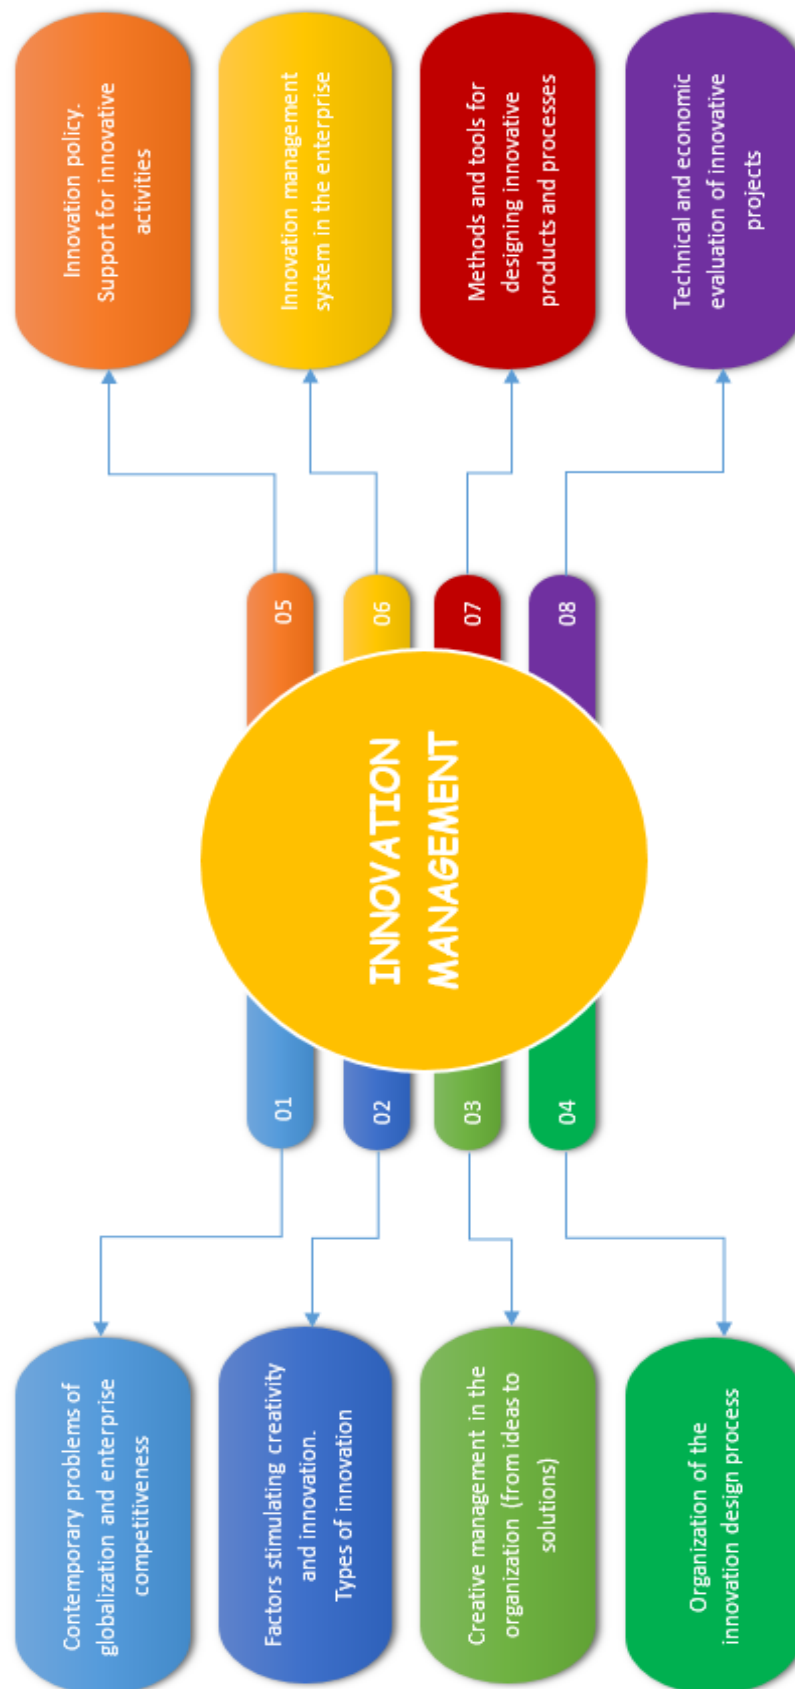 INNOVATION
MANAGEMENT
01
Contemporary problems of
globalization and enterprise
competitiveness
02
Factors stimulating creativity
and innovation.
Types of innovation
03
Creative management in the
organization (from ideas to
solutions)
04
Organization of the
innovation design process
05
Innovation policy.
Support for innovative
activities
06
Innovation management
system in the enterprise
07
Methods and tools for
designing innovative
products and processes
08
Technical and economic
evaluation of innovative
projects